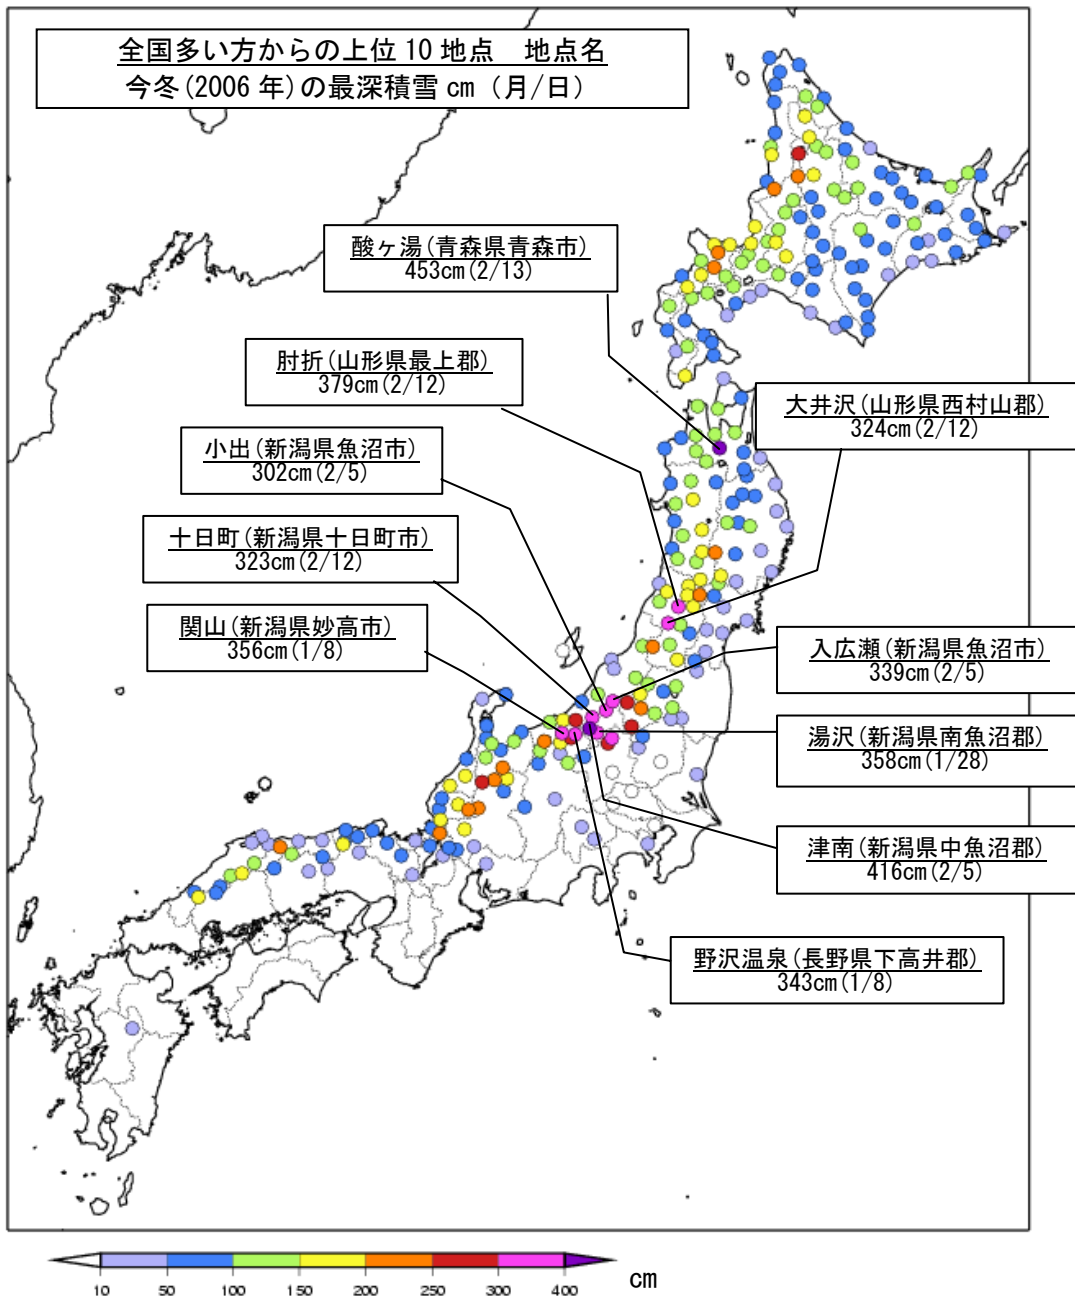 全国多い方からの上位 10 地点　地点名
今冬(2006 年)の最深積雪 cm (月/日)
酸ヶ湯(青森県青森市)
453cm(2/13)
肘折(山形県最上郡)
379cm(2/12)
大井沢(山形県西村山郡)
324cm(2/12)
小出(新潟県魚沼市)
302cm(2/5)
十日町(新潟県十日町市)
323cm(2/12)
関山(新潟県妙高市)
356cm(1/8)
入広瀬(新潟県魚沼市)
339cm(2/5)
湯沢(新潟県南魚沼郡)
358cm(1/28)
津南(新潟県中魚沼郡)
416cm(2/5)
野沢温泉(長野県下高井郡)
343cm(1/8)
10 50 100 150 200 250 300 400 cm